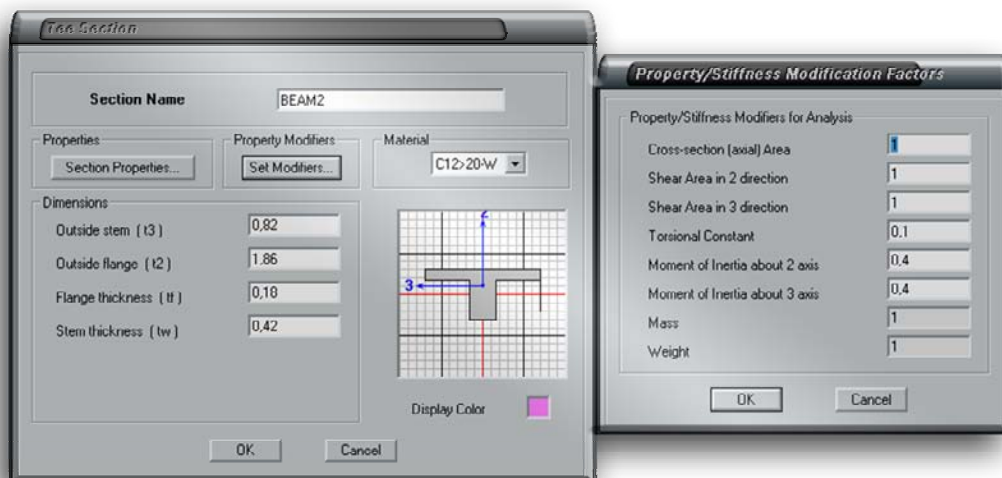 Tee Section
Section Name
BEAM2
Properties
Section Properties...
Property Modifiers
Set Modifiers...
Material
C12>20-W
Dimensions
Outside stem ( t3 )
0,82
Outside flange ( t2 )
1.86
Flange thickness ( tf )
0,18
Stem thickness ( tw )
0,42
2
3
Display Color
OK
Cancel
Property/Stiffness Modification Factors
Property/Stiffness Modifiers for Analysis
Cross-section (axial) Area
1
Shear Area in 2 direction
1
Shear Area in 3 direction
1
Torsional Constant
0.1
Moment of Inertia about 2 axis
0,4
Moment of Inertia about 3 axis
0,4
Mass
1
Weight
1
OK
Cancel